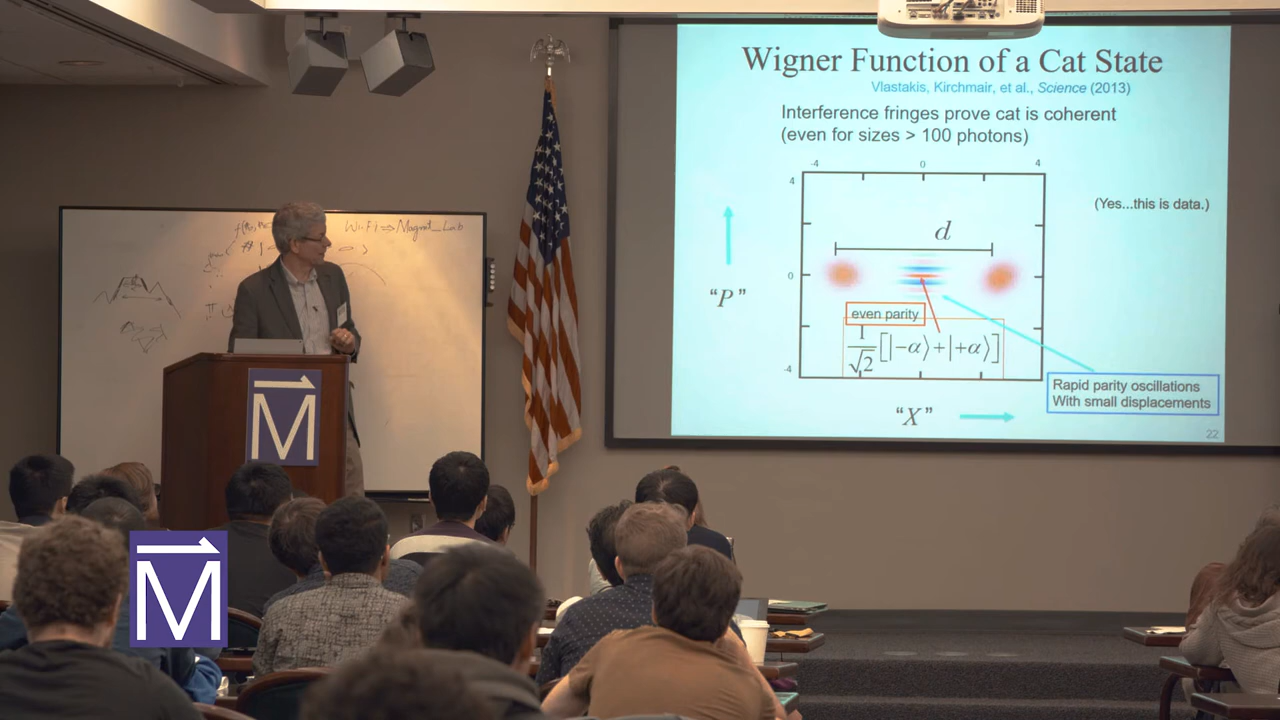 Wigner Function of a Cat State
Vlastakis, Kirchmair, et al., Science (2013)
Interference fringes prove cat is coherent
(even for sizes > 100 photons)
-4 0 4
4
(Yes...this is data.)
d
0
"P"
even parity
1/√2 [|−α⟩+|+α⟩]
-4
Rapid parity oscillations
With small displacements
"X"
22
Wi-Fi ⇒ Magnet_Lab
M
M